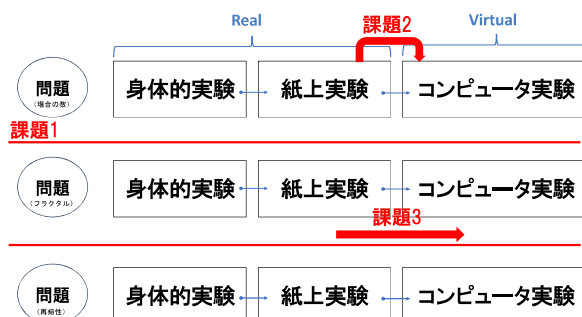 Real
課題2
Virtual
問題
(場合の数)
身体的実験
紙上実験
コンピュータ実験
課題1
問題
(フラクタル)
身体的実験
紙上実験
コンピュータ実験
課題3
問題
(再帰性)
身体的実験
紙上実験
コンピュータ実験